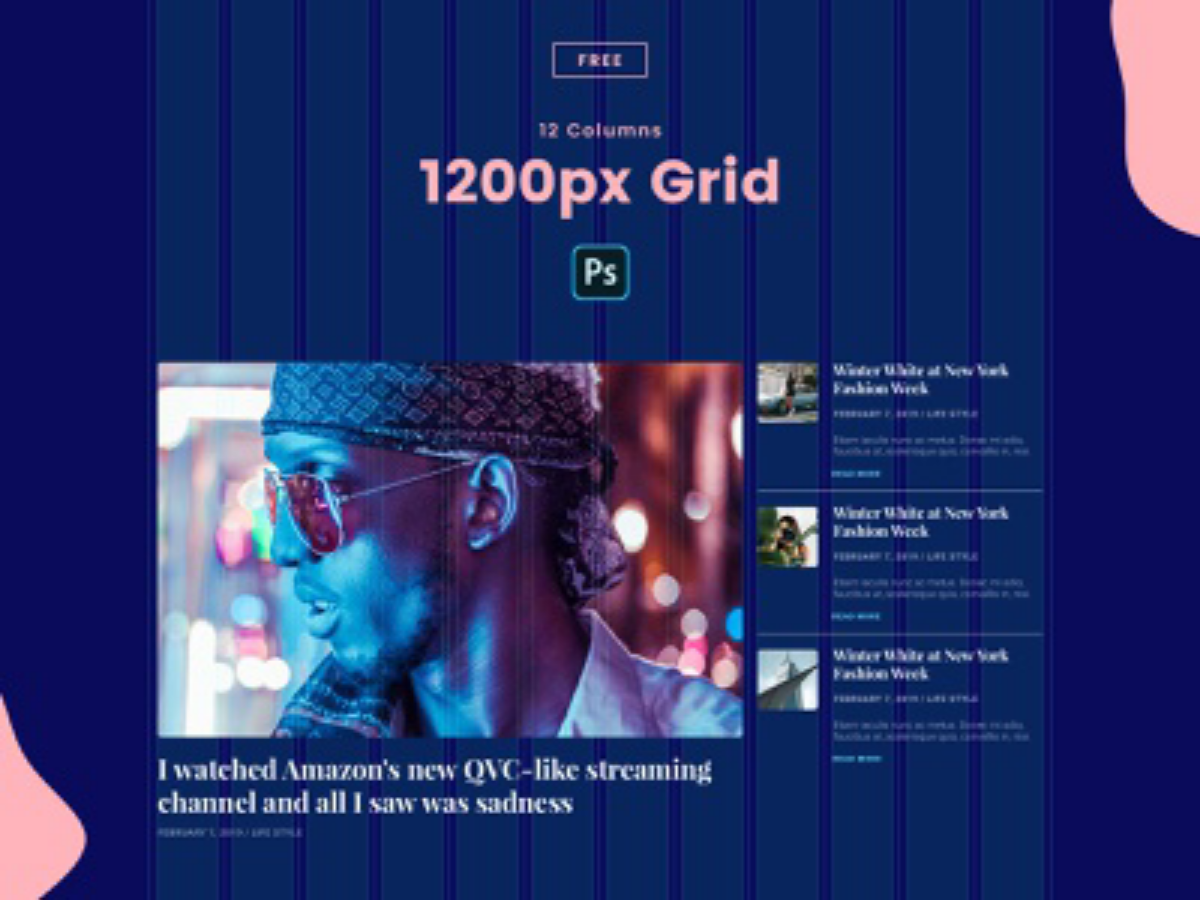 FREE
12 Columns
1200px Grid
Ps
I watched Amazon's new QVC-like streaming
channel and all I saw was sadness
FEBRUARY 7, 2019 / LIFE STYLE
Winter White at New York
Fashion Week
FEBRUARY 7, 2019 / LIFE STYLE
READ MORE
Winter White at New York
Fashion Week
FEBRUARY 7, 2019 / LIFE STYLE
READ MORE
Winter White at New York
Fashion Week
FEBRUARY 7, 2019 / LIFE STYLE
READ MORE